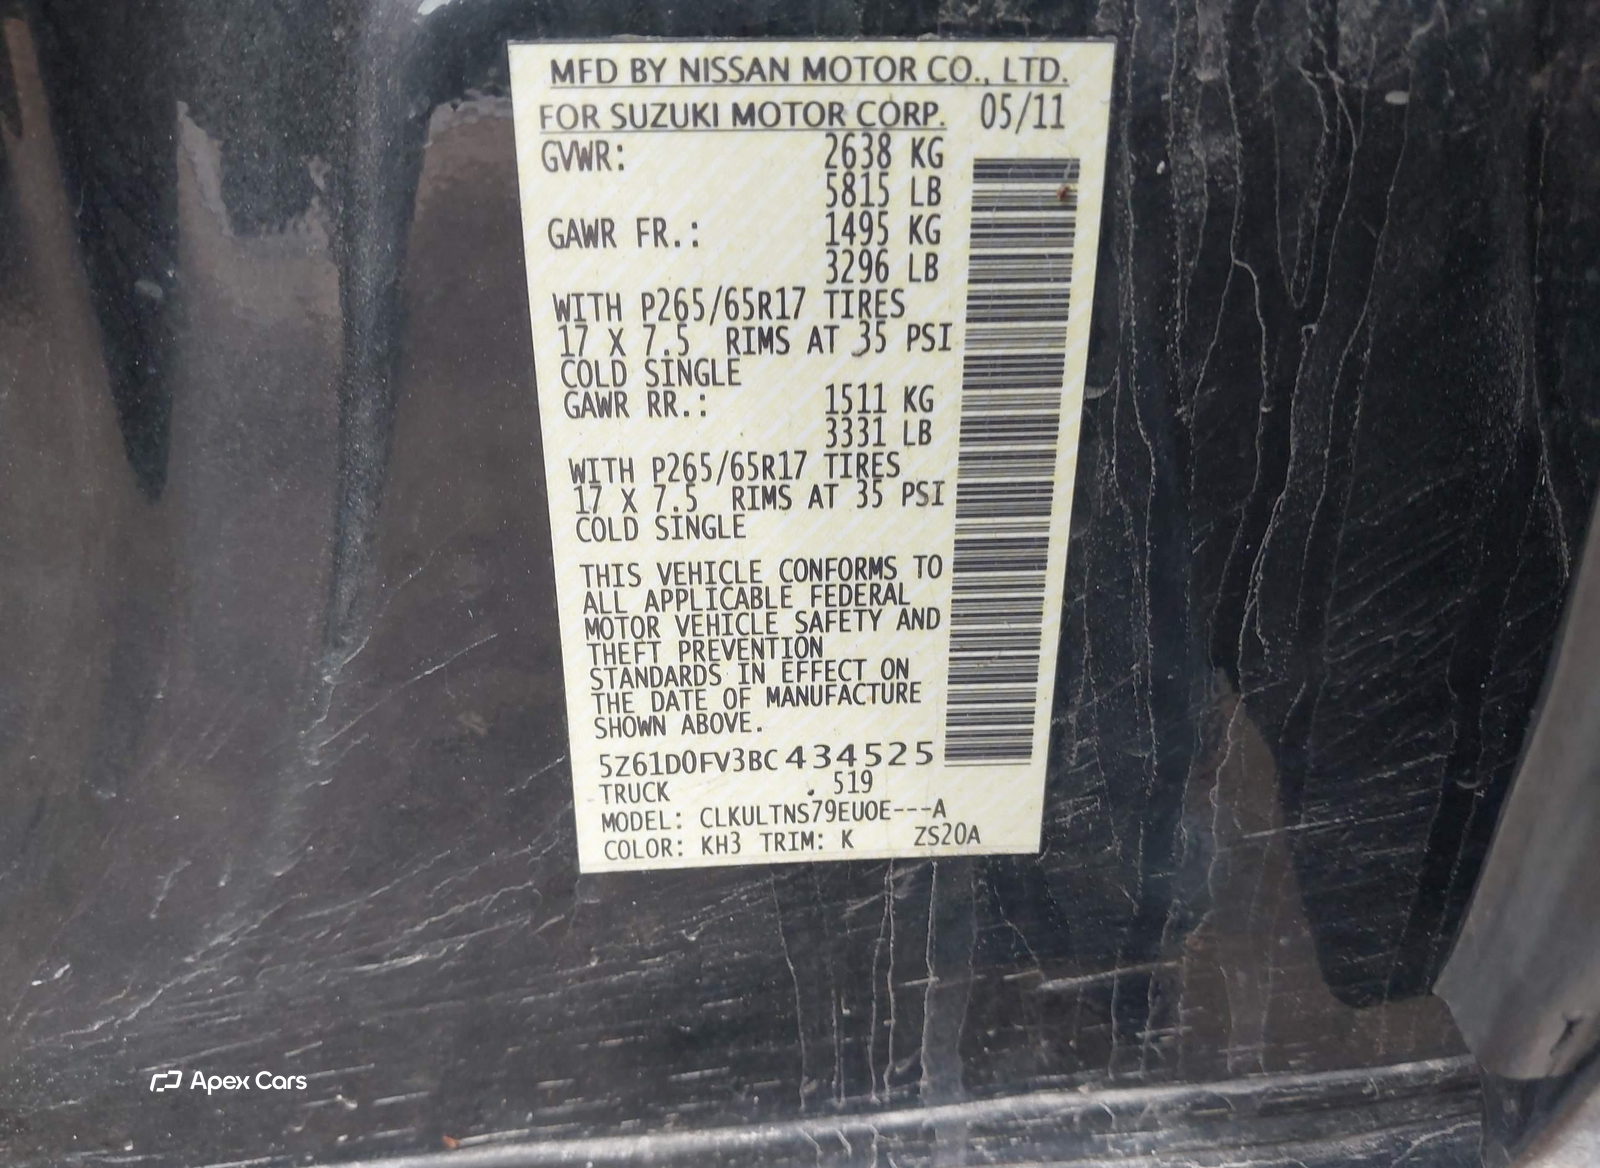 MFD BY NISSAN MOTOR CO., LTD.
FOR SUZUKI MOTOR CORP. 05/11
GVWR: 2638 KG
5815 LB
GAWR FR.: 1495 KG
3296 LB
WITH P265/65R17 TIRES
17 X 7.5 RIMS AT 35 PSI
COLD SINGLE
GAWR RR.: 1511 KG
3331 LB
WITH P265/65R17 TIRES
17 X 7.5 RIMS AT 35 PSI
COLD SINGLE
THIS VEHICLE CONFORMS TO
ALL APPLICABLE FEDERAL
MOTOR VEHICLE SAFETY AND
THEFT PREVENTION
STANDARDS IN EFFECT ON
THE DATE OF MANUFACTURE
SHOWN ABOVE.
5Z61D0FV3BC434525
TRUCK . 519
MODEL: CLKULTNS79EUOE---A
COLOR: KH3 TRIM: K ZS20A
Apex Cars